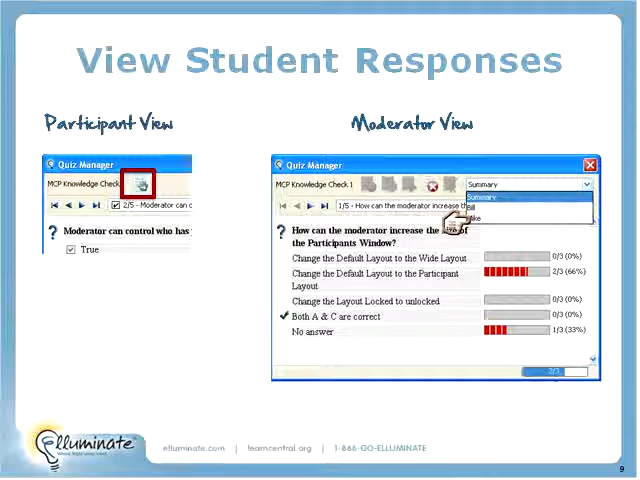 View Student Responses
Participant View
Moderator View
Quiz Manager
MCP Knowledge Check
2/5 - Moderator can c
Moderator can control who has
True
Quiz Manager
MCP Knowledge Check 1
Summary
1/5 - How can the moderator increase th
Summary
Bill
How can the moderator increase the
of
the Participants Window?
Change the Default Layout to the Wide Layout
0/3 (0%)
Change the Default Layout to the Participant
Layout
2/3 (66%)
Change the Layout Locked to unlocked
0/3 (0%)
Both A & C are correct
0/3 (0%)
No answer
1/3 (33%)
2/3
elluminate
elluminate.com | learncentral.org | 1-866-GO-ELLUMINATE
9